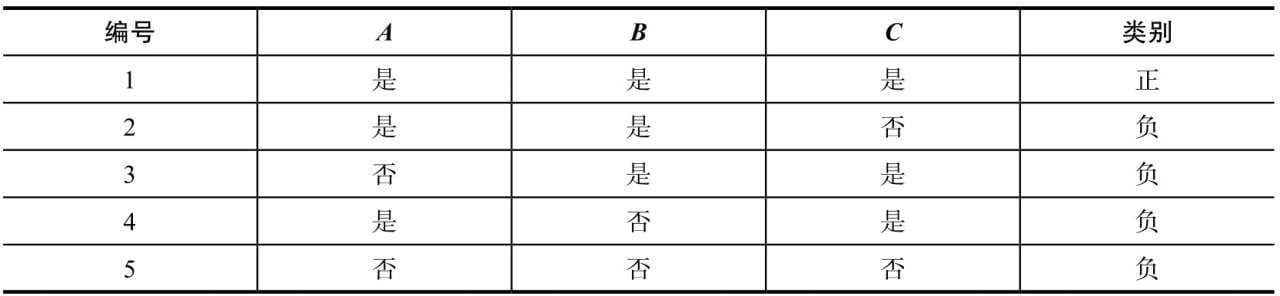 编号 A B C 类别
1 是 是 是 正
2 是 是 否 负
3 否 是 是 负
4 是 否 是 负
5 否 否 否 负